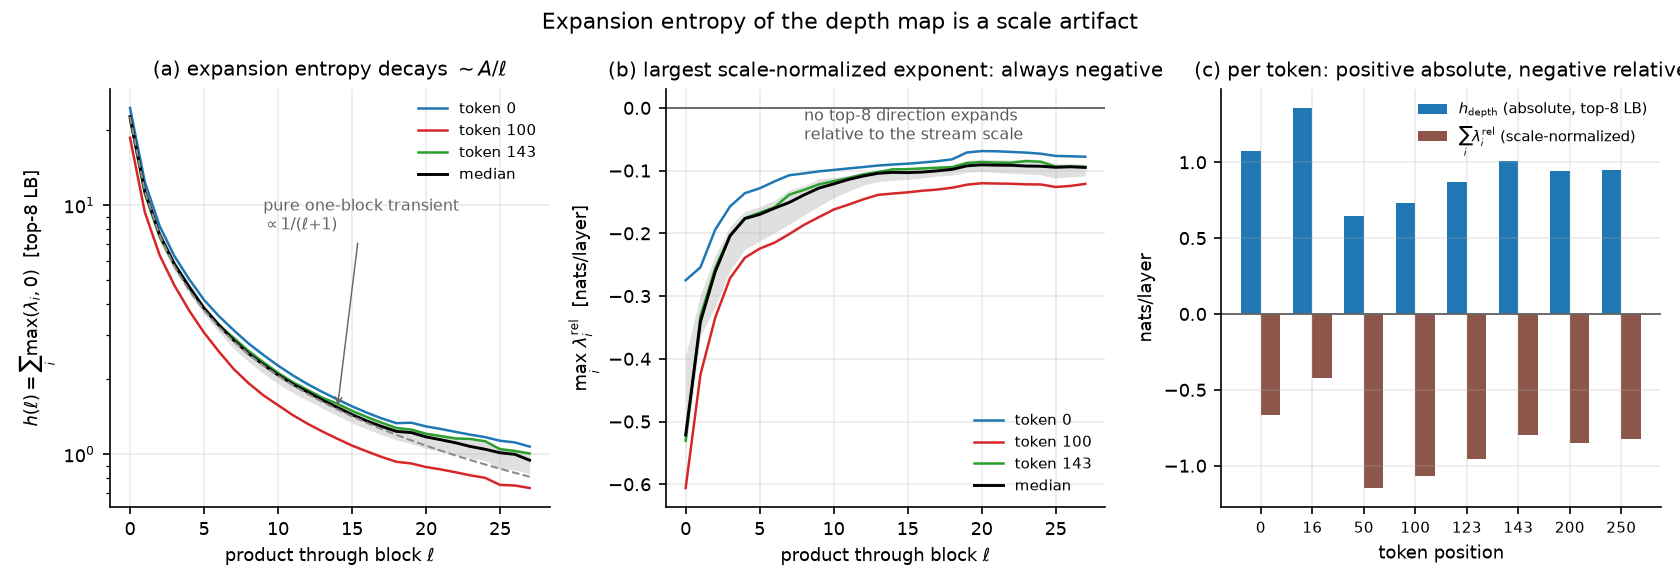 Expansion entropy of the depth map is a scale artifact
(a) expansion entropy decays ~A/ℓ
h(ℓ) = ∑ᵢ max(λᵢ, 0) [top-8 LB]
10¹
10⁰
token 0
token 100
token 143
median
pure one-block transient
∝ 1/(ℓ+1)
0 5 10 15 20 25
product through block ℓ
(b) largest scale-normalized exponent: always negative
maxᵢ λᵢʳᵉˡ [nats/layer]
0.0
−0.1
−0.2
−0.3
−0.4
−0.5
−0.6
no top-8 direction expands
relative to the stream scale
token 0
token 100
token 143
median
0 5 10 15 20 25
product through block ℓ
(c) per token: positive absolute, negative relative
nats/layer
1.0
0.5
0.0
−0.5
−1.0
h_depth (absolute, top-8 LB)
∑ᵢ λᵢʳᵉˡ (scale-normalized)
0 16 50 100 123 143 200 250
token position